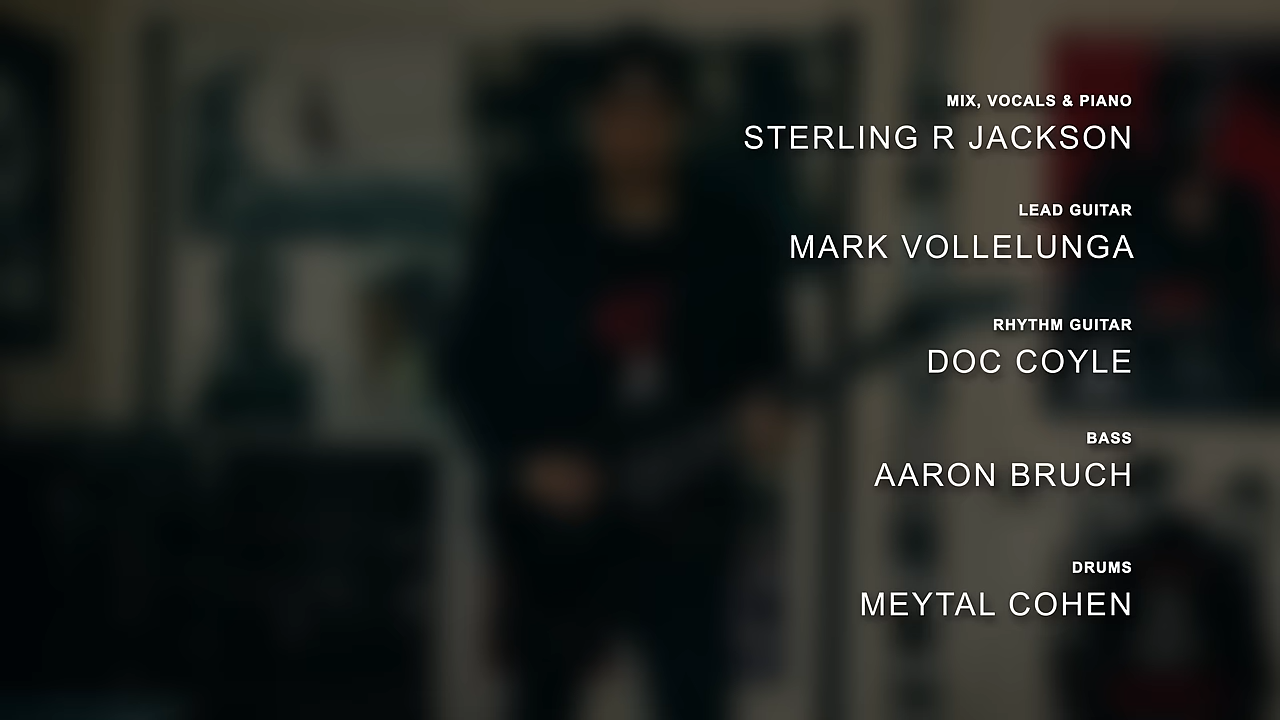 MIX, VOCALS & PIANO
STERLING R JACKSON
LEAD GUITAR
MARK VOLLELUNGA
RHYTHM GUITAR
DOC COYLE
BASS
AARON BRUCH
DRUMS
MEYTAL COHEN